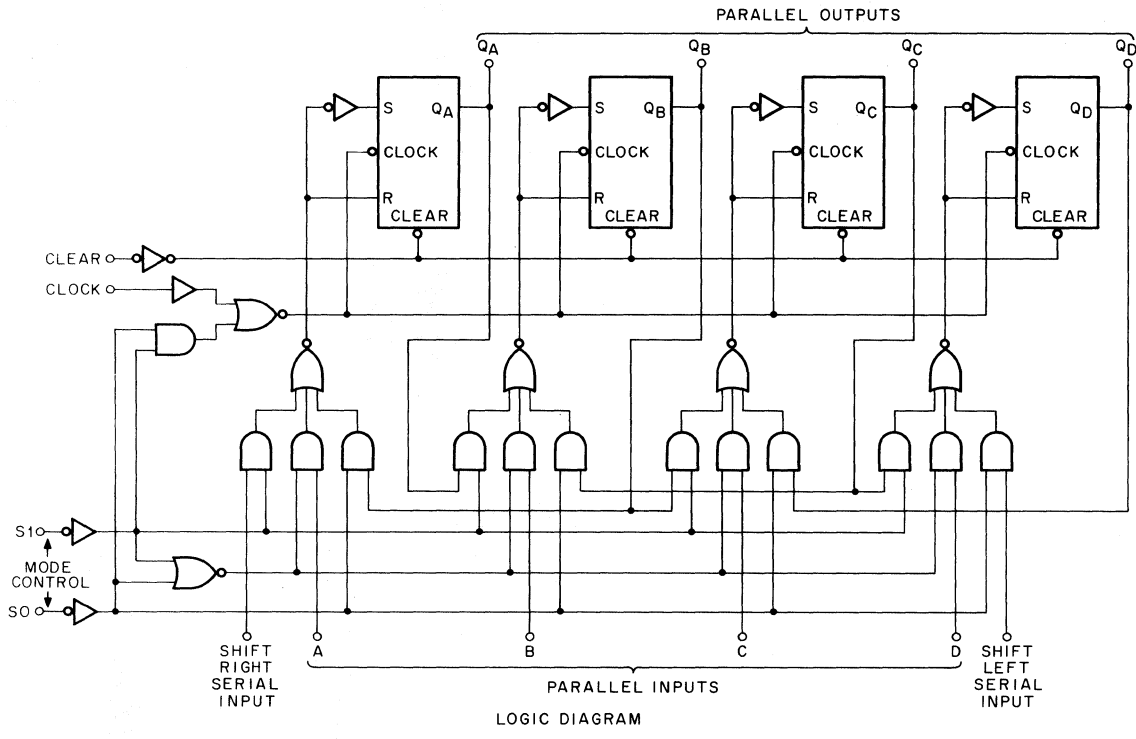 PARALLEL OUTPUTS
QA QB QC QD
S QA S QB S QC S QD
CLOCK CLOCK CLOCK CLOCK
R R R R
CLEAR CLEAR CLEAR CLEAR
CLEAR
CLOCK
S1
MODE
CONTROL
S0
SHIFT
RIGHT
SERIAL
INPUT
A B C D
SHIFT
LEFT
SERIAL
INPUT
PARALLEL INPUTS
LOGIC DIAGRAM